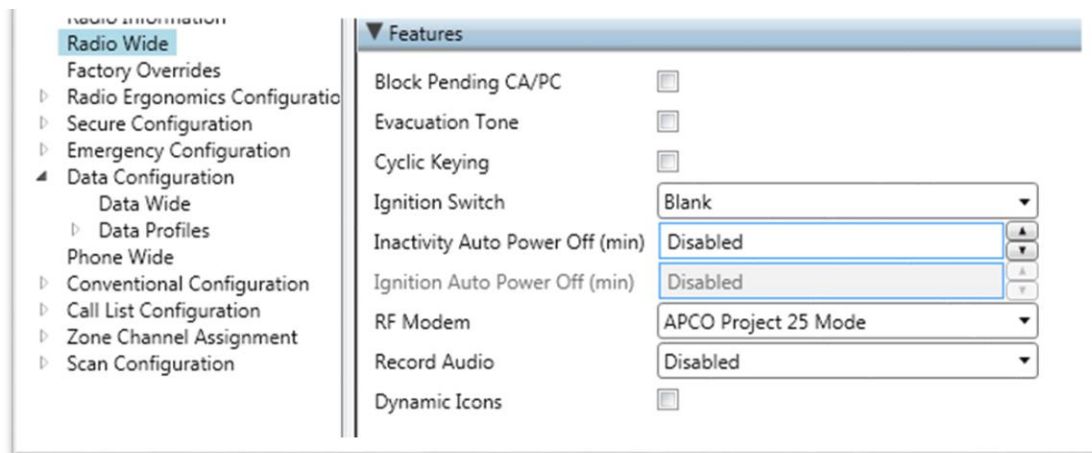 Radio Information
Radio Wide
Factory Overrides
Radio Ergonomics Configuratio
Secure Configuration
Emergency Configuration
Data Configuration
Data Wide
Data Profiles
Phone Wide
Conventional Configuration
Call List Configuration
Zone Channel Assignment
Scan Configuration
Features
Block Pending CA/PC
Evacuation Tone
Cyclic Keying
Ignition Switch Blank
Inactivity Auto Power Off (min) Disabled
Ignition Auto Power Off (min) Disabled
RF Modem APCO Project 25 Mode
Record Audio Disabled
Dynamic Icons